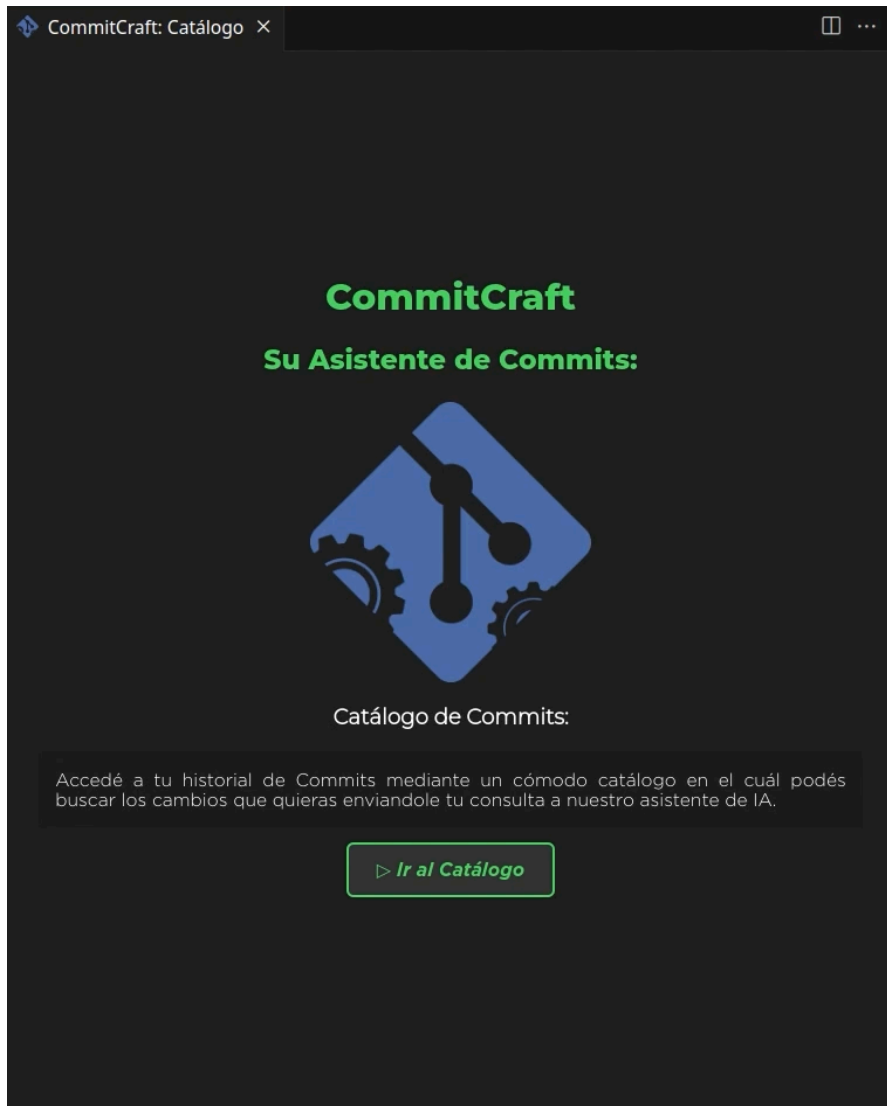 CommitCraft: Catálogo
CommitCraft
Su Asistente de Commits:
Catálogo de Commits:
Accedé a tu historial de Commits mediante un cómodo catálogo en el cuál podés
buscar los cambios que quieras enviandole tu consulta a nuestro asistente de IA.
▷ Ir al Catálogo